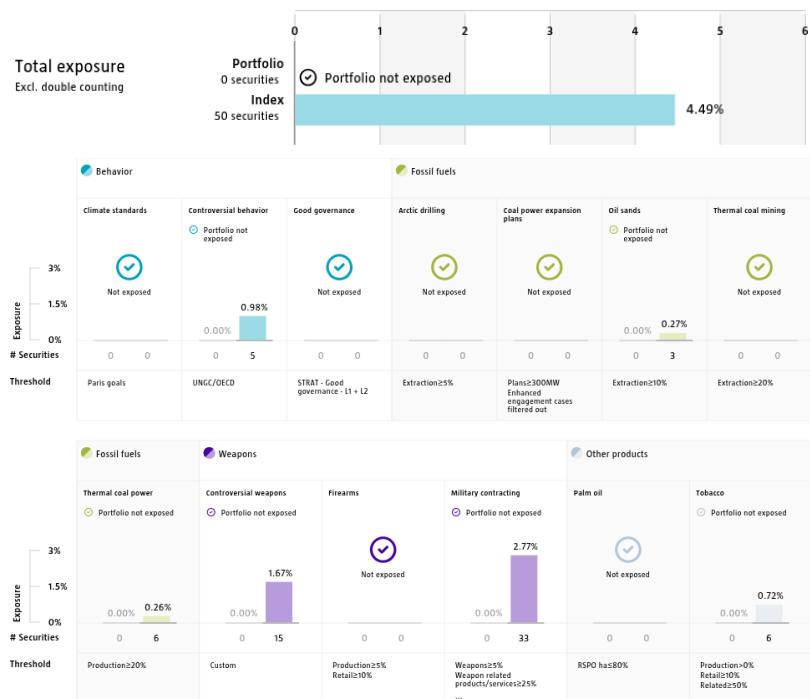 0 1 2 3 4 5 6
Total exposure
Excl. double counting
Portfolio
0 securities
Portfolio not exposed
Index
50 securities
4.49%
Behavior
Fossil fuels
Climate standards
Controversial behavior
Good governance
Arctic drilling
Coal power expansion
plans
Oil sands
Thermal coal mining
Portfolio not
exposed
Portfolio not
exposed
Not exposed
Not exposed
Not exposed
Not exposed
Not exposed
Exposure
3%
1.5%
0%
0.00%
0.98%
0.00%
0.27%
# Securities
0 0
0 5
0 0
0 0
0 0
0 3
0 0
Threshold
Paris goals
UNGC/OECD
STRAT - Good
governance - L1 + L2
Extraction≥5%
Plans≥300MW
Enhanced
engagement cases
filtered out
Extraction≥10%
Extraction≥20%
Fossil fuels
Weapons
Other products
Thermal coal power
Controversial weapons
Firearms
Military contracting
Palm oil
Tobacco
Portfolio not exposed
Portfolio not exposed
Portfolio not exposed
Portfolio not exposed
Not exposed
Not exposed
Exposure
3%
1.5%
0%
0.00%
0.26%
0.00%
1.67%
0.00%
2.77%
0.00%
0.72%
# Securities
0 6
0 15
0 0
0 33
0 0
0 6
Threshold
Production≥20%
Custom
Production≥5%
Retail≥10%
Weapons≥5%
Weapon related
products/services≥25%
RSPO ha≤80%
Production>0%
Retail≥10%
Related≥50%